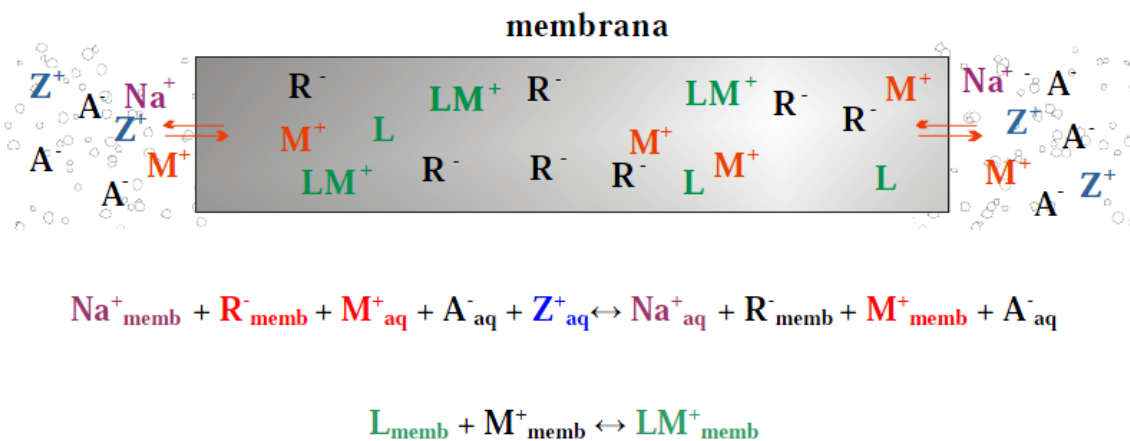 membrana
Z⁺ A⁻ Na⁺ R⁻ LM⁺ R⁻ LM⁺ R⁻ M⁺ Na⁺ ⁻ A⁻
Z⁺ M⁺ L M⁺ R⁻ Z⁺ A⁻
A⁻ M⁺ LM⁺ R⁻ R⁻ R⁻ L M⁺ L M⁺ Z⁺
A⁻ A⁻
Na⁺memb + R⁻memb + M⁺aq + A⁻aq + Z⁺aq ↔ Na⁺aq + R⁻memb + M⁺memb + A⁻aq
Lmemb + M⁺memb ↔ LM⁺memb